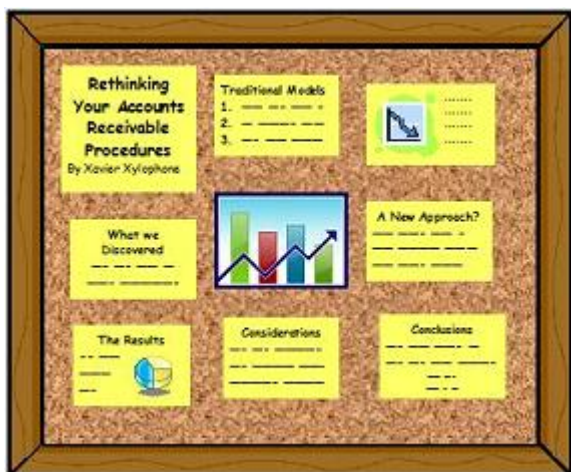 Rethinking
Your Accounts
Receivable
Procedures
By Xavier Xylophone
Traditional Models
1.
2.
3.
What we
Discovered
A New Approach?
The Results
Considerations
Conclusions